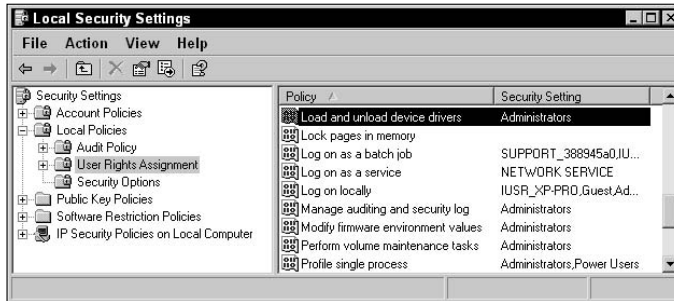 Local Security Settings
File Action View Help
Security Settings
Account Policies
Local Policies
Audit Policy
User Rights Assignment
Security Options
Public Key Policies
Software Restriction Policies
IP Security Policies on Local Computer
Policy Security Setting
Load and unload device drivers Administrators
Lock pages in memory
Log on as a batch job SUPPORT_388945a0,IU...
Log on as a service NETWORK SERVICE
Log on locally IUSR_XP-PRO,Guest,Ad...
Manage auditing and security log Administrators
Modify firmware environment values Administrators
Perform volume maintenance tasks Administrators
Profile single process Administrators,Power Users